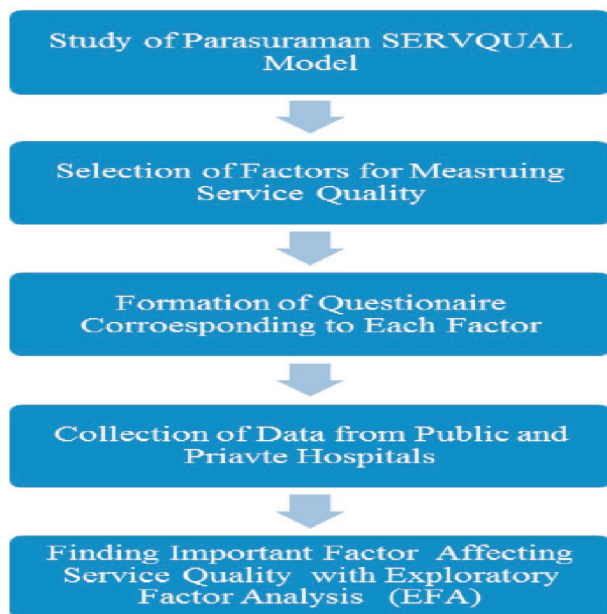 Study of Parasuraman SERVQUAL
Model
Selection of Factors for Measruing
Service Quality
Formation of Questionaire
Corroesponding to Each Factor
Collection of Data from Public and
Priavte Hospitals
Finding Important Factor Affecting
Service Quality with Exploratory
Factor Analysis (EFA)